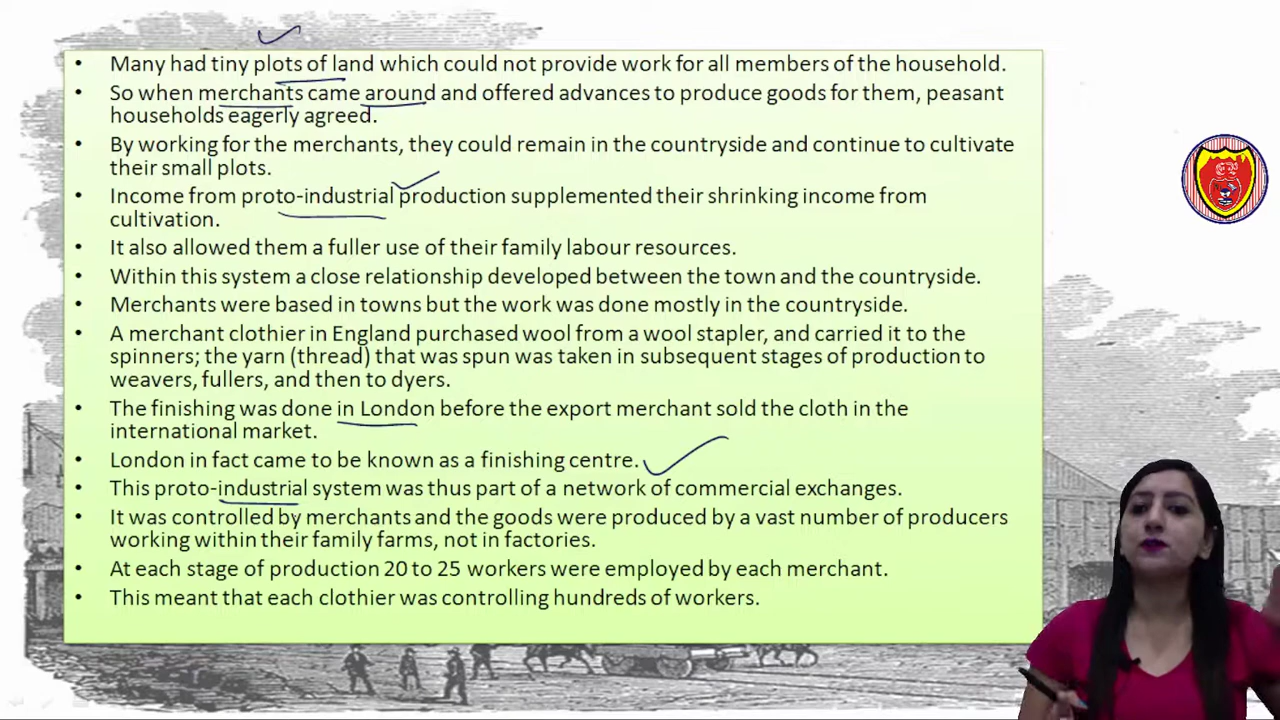 • Many had tiny plots of land which could not provide work for all members of the household.
• So when merchants came around and offered advances to produce goods for them, peasant
households eagerly agreed.
• By working for the merchants, they could remain in the countryside and continue to cultivate
their small plots.
• Income from proto-industrial production supplemented their shrinking income from
cultivation.
• It also allowed them a fuller use of their family labour resources.
• Within this system a close relationship developed between the town and the countryside.
• Merchants were based in towns but the work was done mostly in the countryside.
• A merchant clothier in England purchased wool from a wool stapler, and carried it to the
spinners; the yarn (thread) that was spun was taken in subsequent stages of production to
weavers, fullers, and then to dyers.
• The finishing was done in London before the export merchant sold the cloth in the
international market.
• London in fact came to be known as a finishing centre.
• This proto-industrial system was thus part of a network of commercial exchanges.
• It was controlled by merchants and the goods were produced by a vast number of producers
working within their family farms, not in factories.
• At each stage of production 20 to 25 workers were employed by each merchant.
• This meant that each clothier was controlling hundreds of workers.